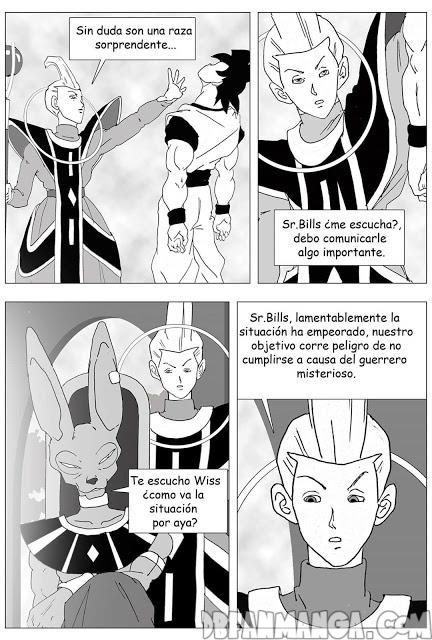 Sin duda son una raza
sorprendente...
Sr.Bills ¿me escucha?,
debo comunicarle
algo importante.
Te escucho Wiss
¿como va la
situación
por aya?
Sr.Bills, lamentablemente la
situación ha empeorado, nuestro
objetivo corre peligro de no
cumplirse a causa del guerrero
misterioso.
DBFANMANGA.COM